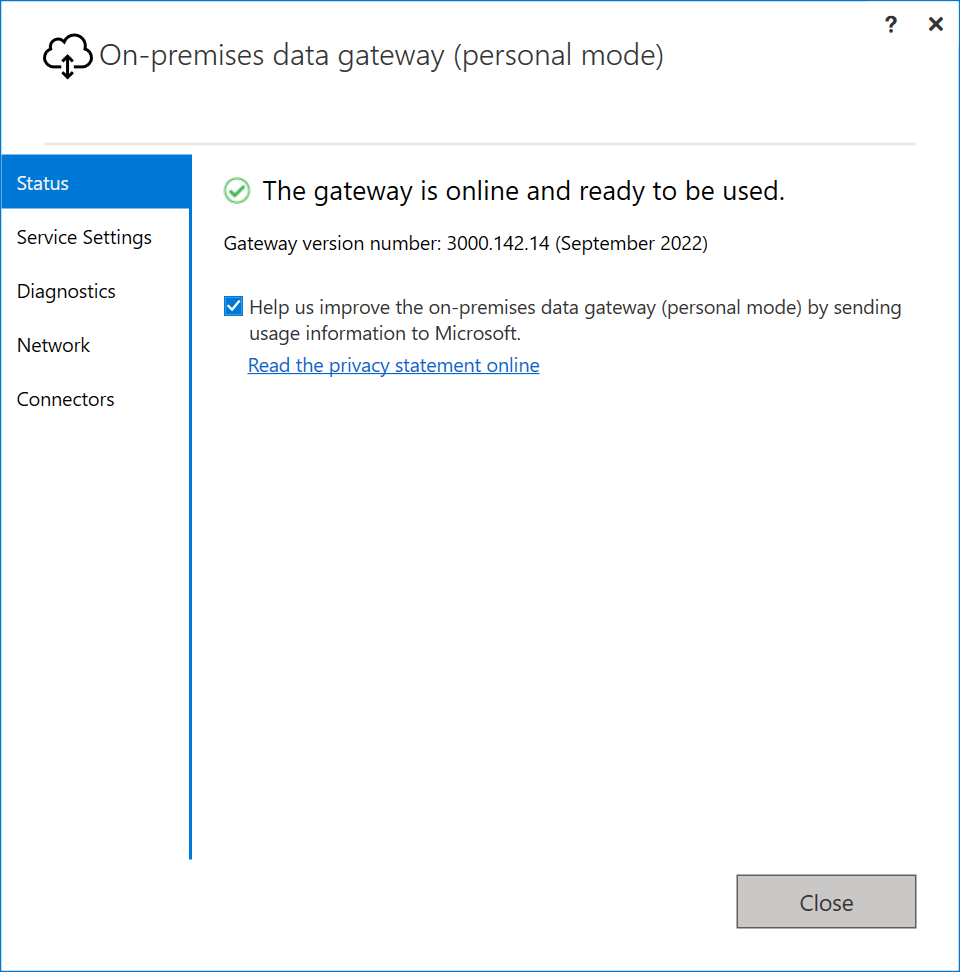 ?
On-premises data gateway (personal mode)
Status
Service Settings
Diagnostics
Network
Connectors
The gateway is online and ready to be used.
Gateway version number: 3000.142.14 (September 2022)
Help us improve the on-premises data gateway (personal mode) by sending
usage information to Microsoft.
Read the privacy statement online
Close